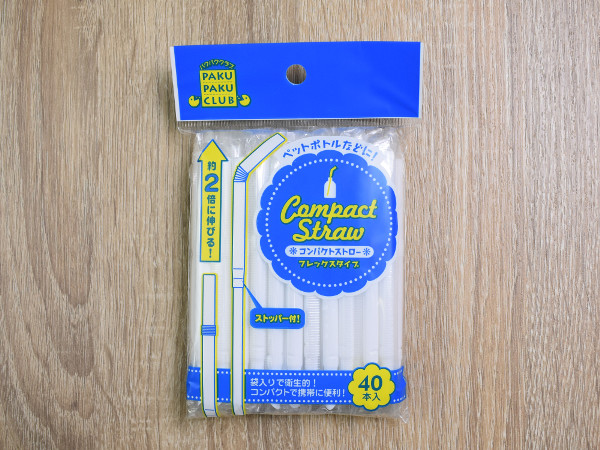 パクパククラブ
PAKU
PAKU
CLUB
ペットボトルなどに!
約2倍に伸びる!
Compact
Straw
コンパクトストロー
フレックスタイプ
ストッパー付!
袋入りで衛生的!
コンパクトで携帯に便利!
40
本入